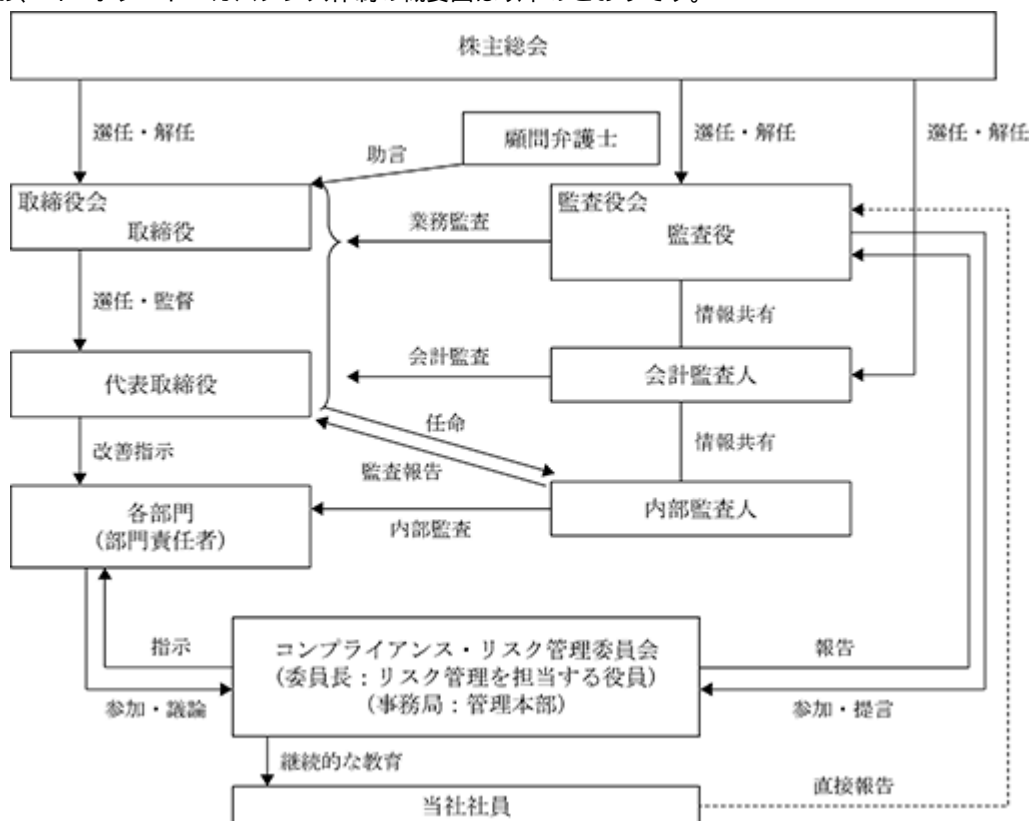 株主総会
選任・解任
選任・解任
選任・解任
顧問弁護士
助言
取締役会
取締役
監査役会
監査役
業務監査
選任・監督
情報共有
代表取締役
会計監査
会計監査人
任命
改善指示
監査報告
情報共有
各部門
(部門責任者)
内部監査
内部監査人
指示
コンプライアンス・リスク管理委員会
(委員長：リスク管理を担当する役員)
(事務局：管理本部)
報告
参加・議論
参加・提言
継続的な教育
直接報告
当社社員